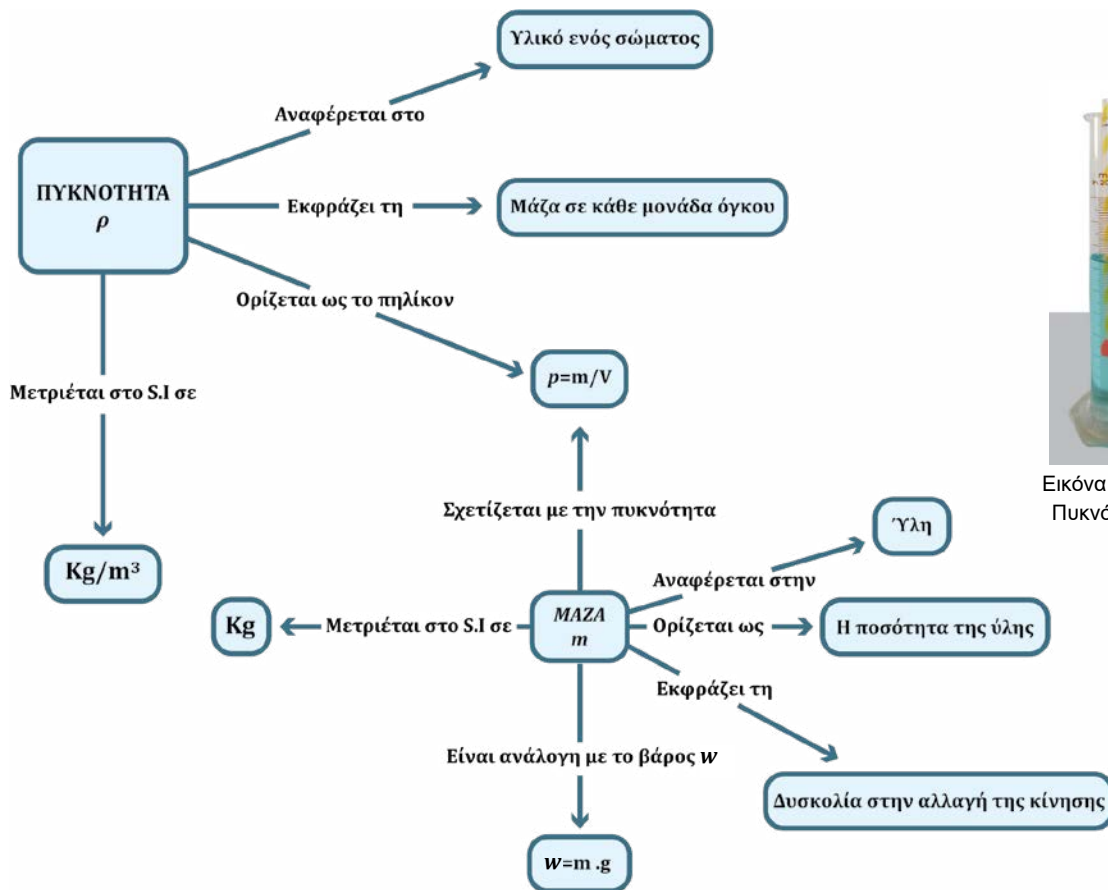 Υλικό ενός σώματος
Αναφέρεται στο
ΠΥΚΝΟΤΗΤΑ
ρ
Εκφράζει τη
Μάζα σε κάθε μονάδα όγκου
Ορίζεται ως το πηλίκον
p=m/V
Μετριέται στο S.I σε
Kg/m³
Εικόνα
Σχετίζεται με την πυκνότητα
Ύλη
Αναφέρεται στην
Kg
Μετριέται στο S.I σε
ΜΑΖΑ
m
Ορίζεται ως
Η ποσότητα της ύλης
Εκφράζει τη
Είναι ανάλογη με το βάρος w
Δυσκολία στην αλλαγή της κίνησης
w=m .g